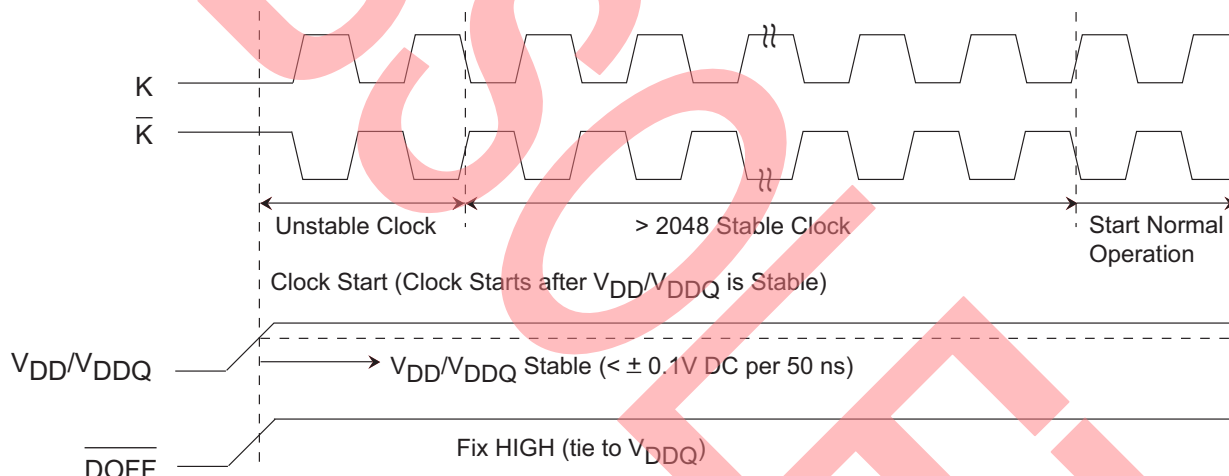 K
K̅
Unstable Clock
> 2048 Stable Clock
Start Normal
Operation
Clock Start (Clock Starts after VDD/VDDQ is Stable)
VDD/VDDQ
VDD/VDDQ Stable (< ± 0.1V DC per 50 ns)
Fix HIGH (tie to VDDQ)
DOFF